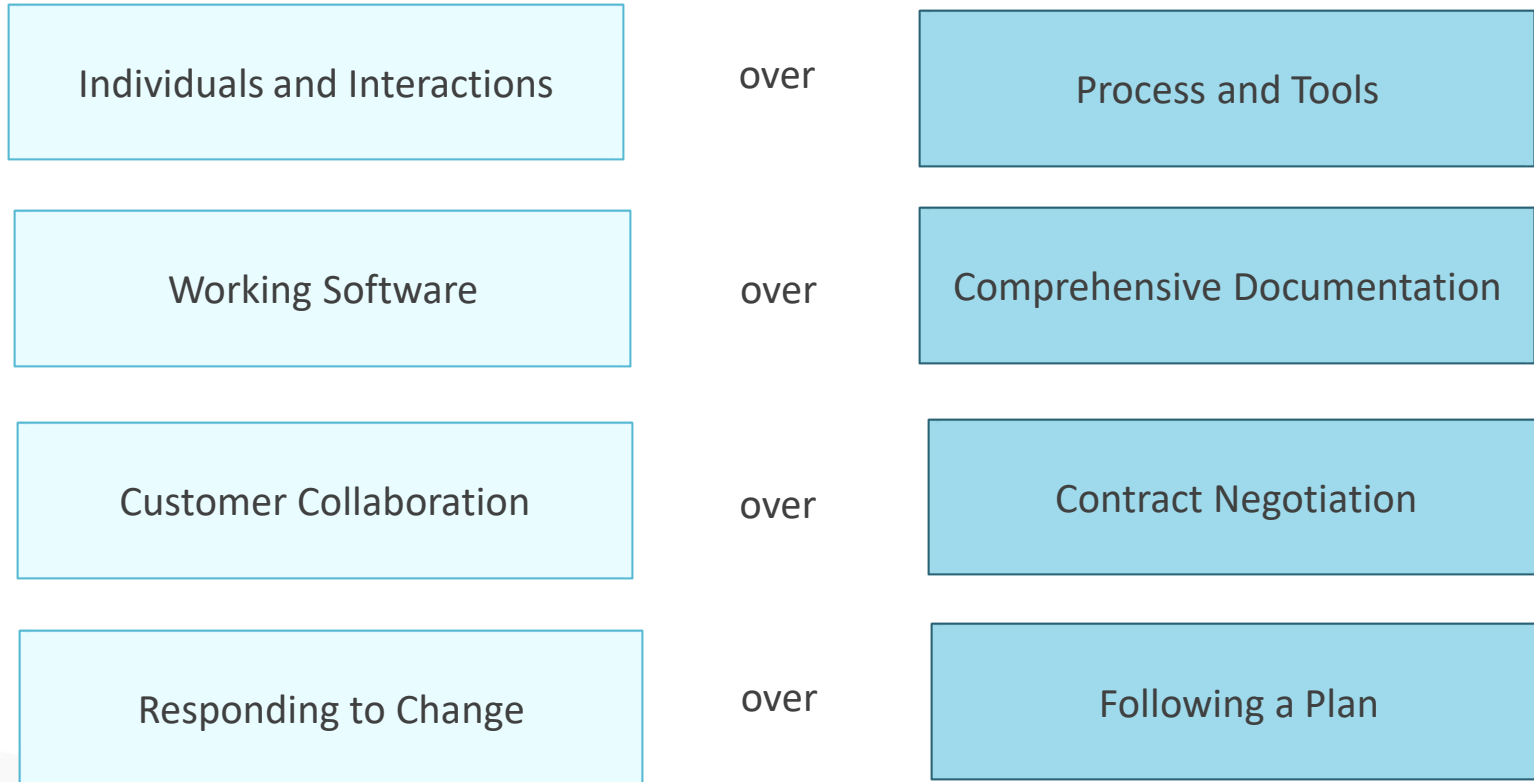 Individuals and Interactions over Process and Tools
Working Software over Comprehensive Documentation
Customer Collaboration over Contract Negotiation
Responding to Change over Following a Plan